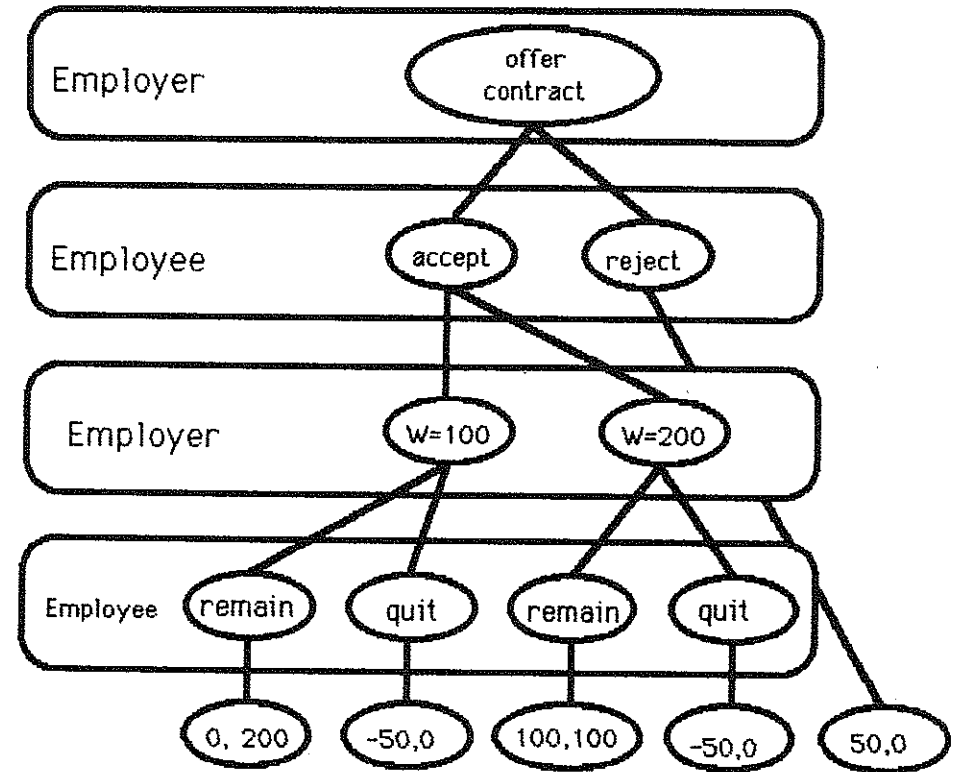 Employer
offer
contract
Employee
accept
reject
Employer
W=100
W=200
Employee
remain
quit
remain
quit
0, 200
-50,0
100,100
-50,0
50,0